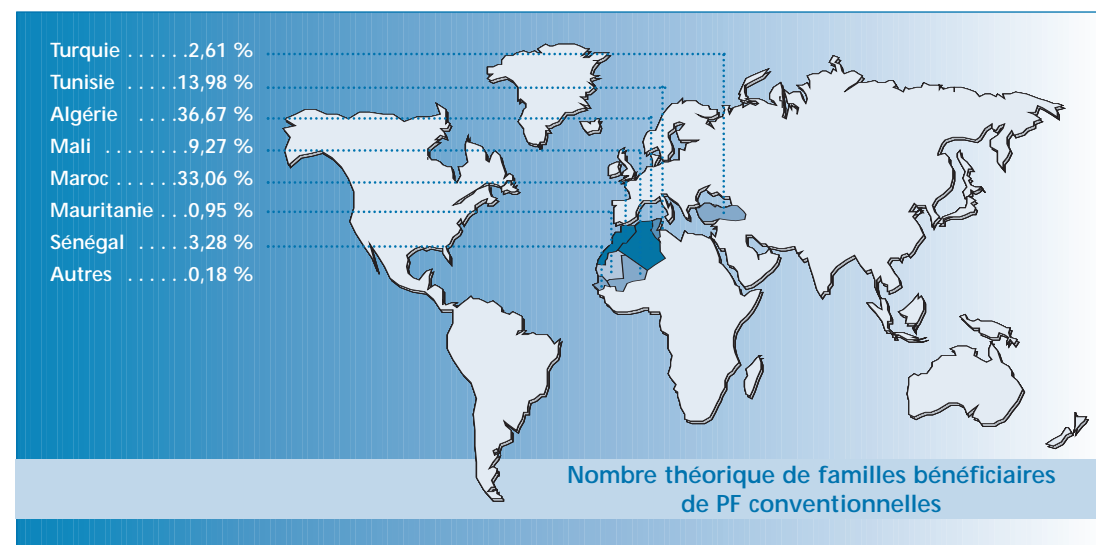 Turquie . . . . . .2,61 %
Tunisie . . . . .13,98 %
Algérie . . . .36,67 %
Mali . . . . . . . .9,27 %
Maroc . . . . . .33,06 %
Mauritanie . . .0,95 %
Sénégal . . . . .3,28 %
Autres . . . . . .0,18 %
Nombre théorique de familles bénéficiaires
de PF conventionnelles